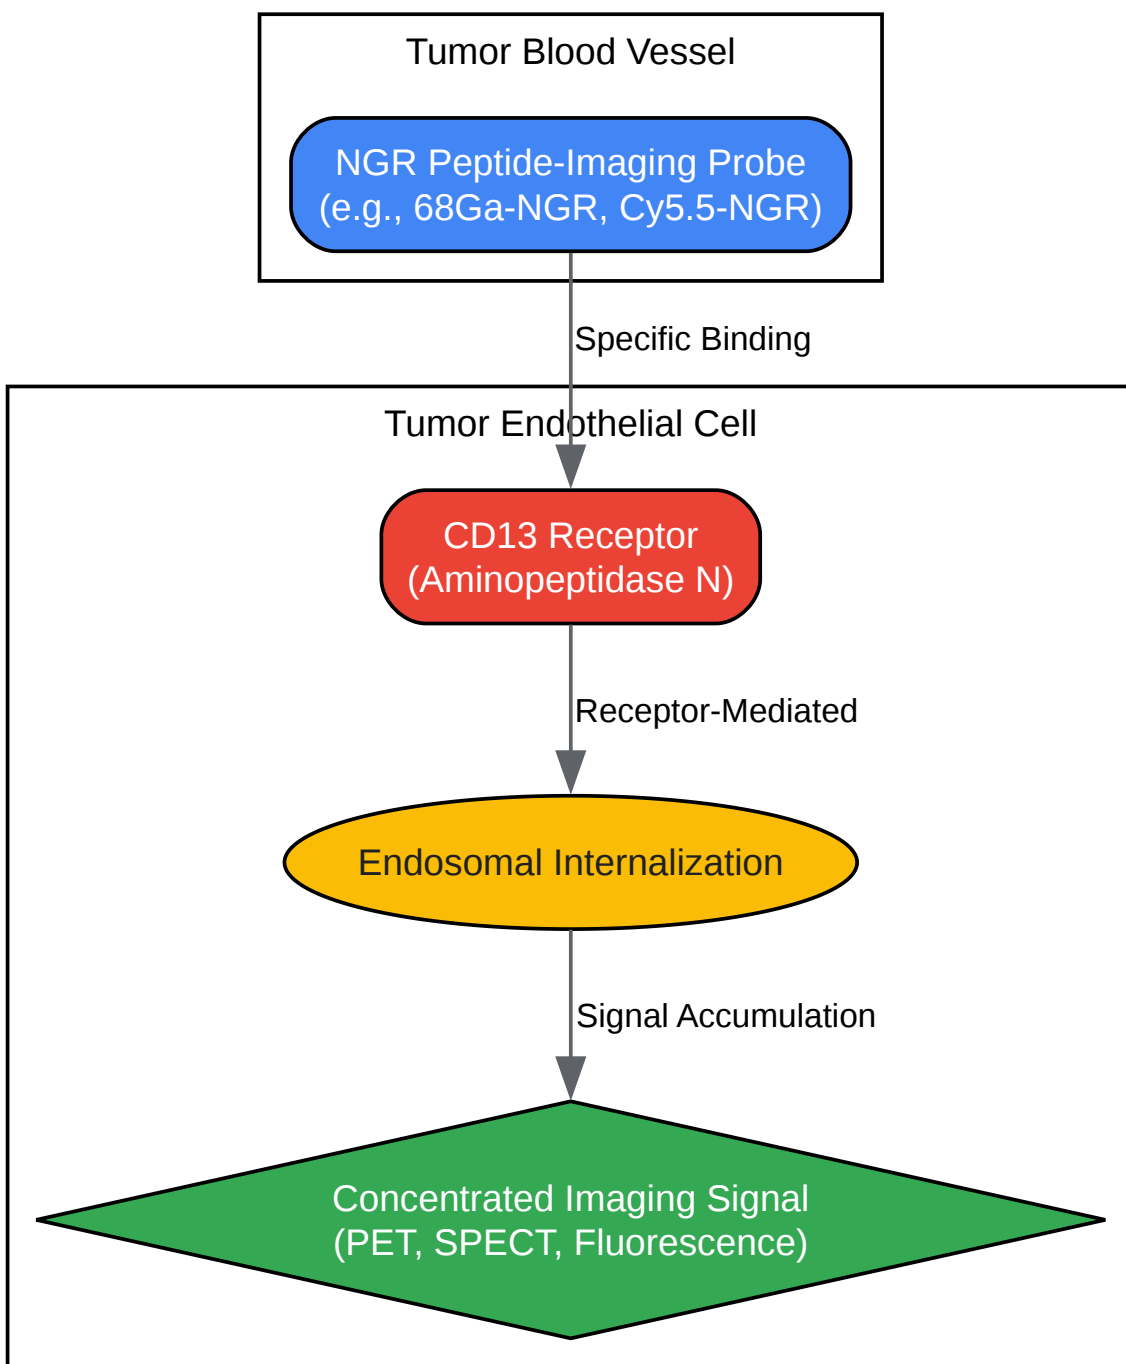 Tumor Blood Vessel
NGR Peptide-Imaging Probe
(e.g., 68Ga-NGR, Cy5.5-NGR)
Specific Binding
Tumor Endothelial Cell
CD13 Receptor
(Aminopeptidase N)
Receptor-Mediated
Endosomal Internalization
Signal Accumulation
Concentrated Imaging Signal
(PET, SPECT, Fluorescence)